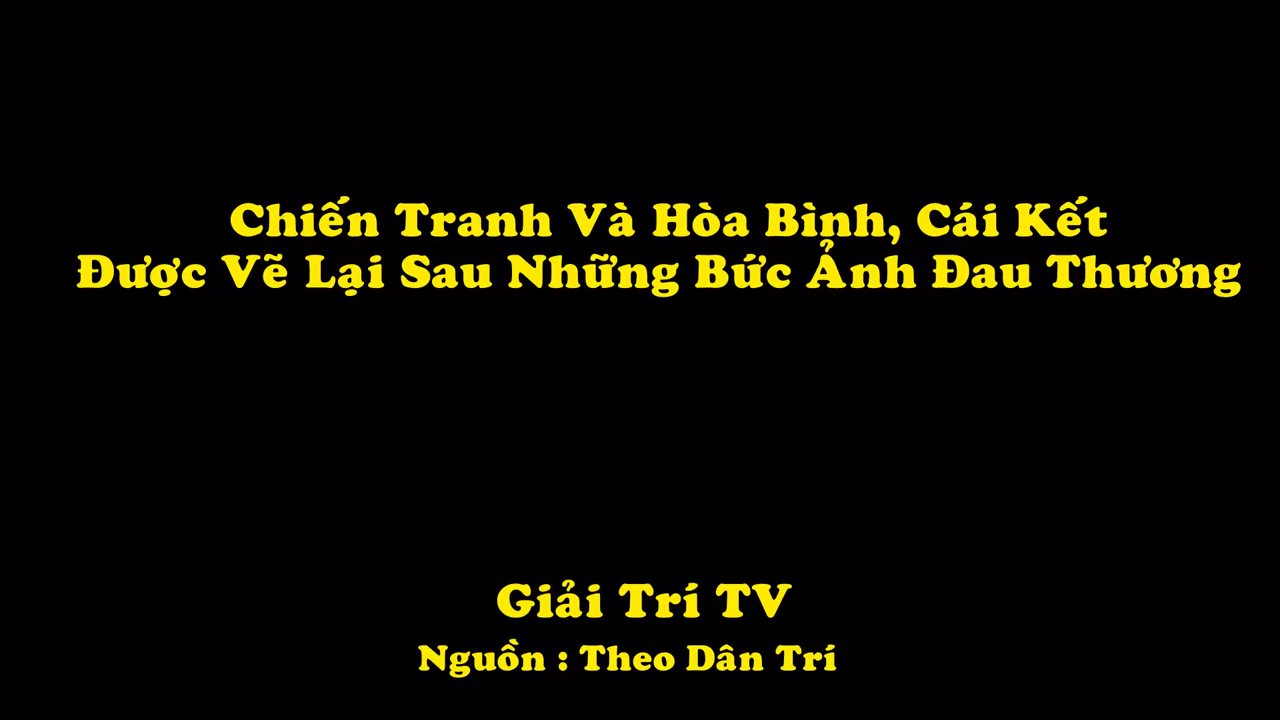 Chiến Tranh Và Hòa Bình, Cái Kết
Được Vẽ Lại Sau Những Bức Ảnh Đau Thương
Giải Trí TV
Nguồn : Theo Dân Trí